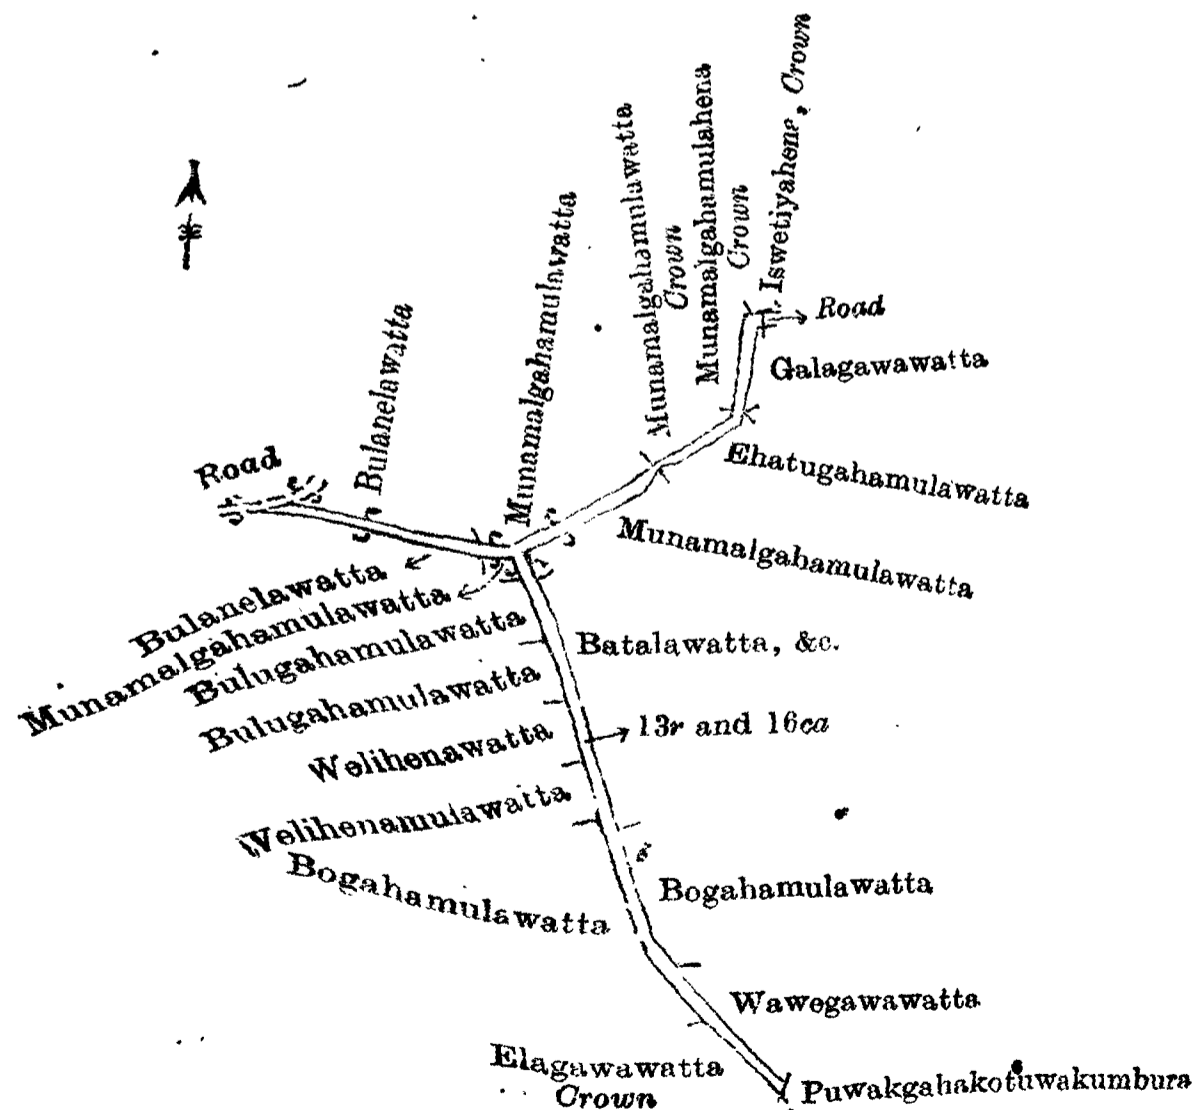 Iswetiyahena, Crown
Munamalgahamulahena
Crown
Munamalgahamulawatta
Crown
Munamalgahamulawatta
Bulanelawatta
Road
Road
Galagawawatta
Ehatugahamulawatta
Munamalgahamulawatta
Bulanelawatta
Munamalgahamulawatta
Bulugahamulawatta
Batalawatta, &c.
Bulugahamulawatta
13r and 16ca
Welihenawatta
Welihenamulawatta
Bogahamulawatta
Bogahamulawatta
Wawegawawatta
Elagawawatta
Crown
Puwakgahakotuwakumbura